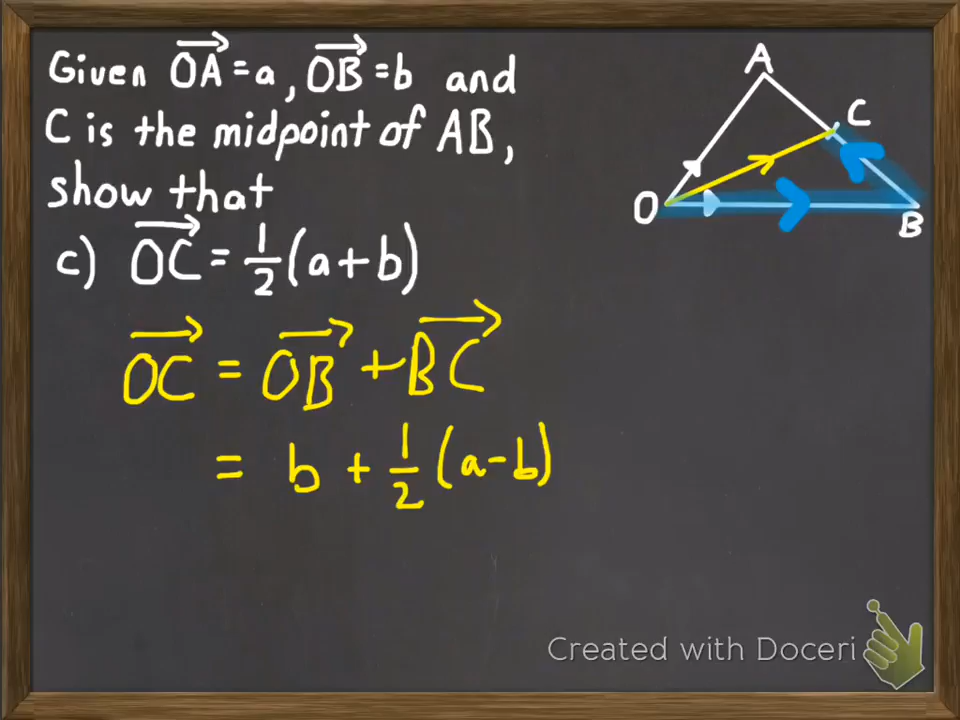 Given OA = a, OB = b and
C is the midpoint of AB,
show that
c) OC = 1/2 (a + b)
OC = OB + BC
= b + 1/2 (a - b)
A
C
O
B
Created with Doceri